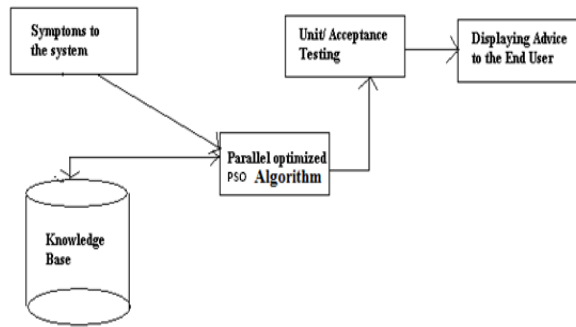 Symptoms to
the system
Unit/ Acceptance
Testing
Displaying Advice
to the End User
Parallel optimized
PSO Algorithm
Knowledge
Base